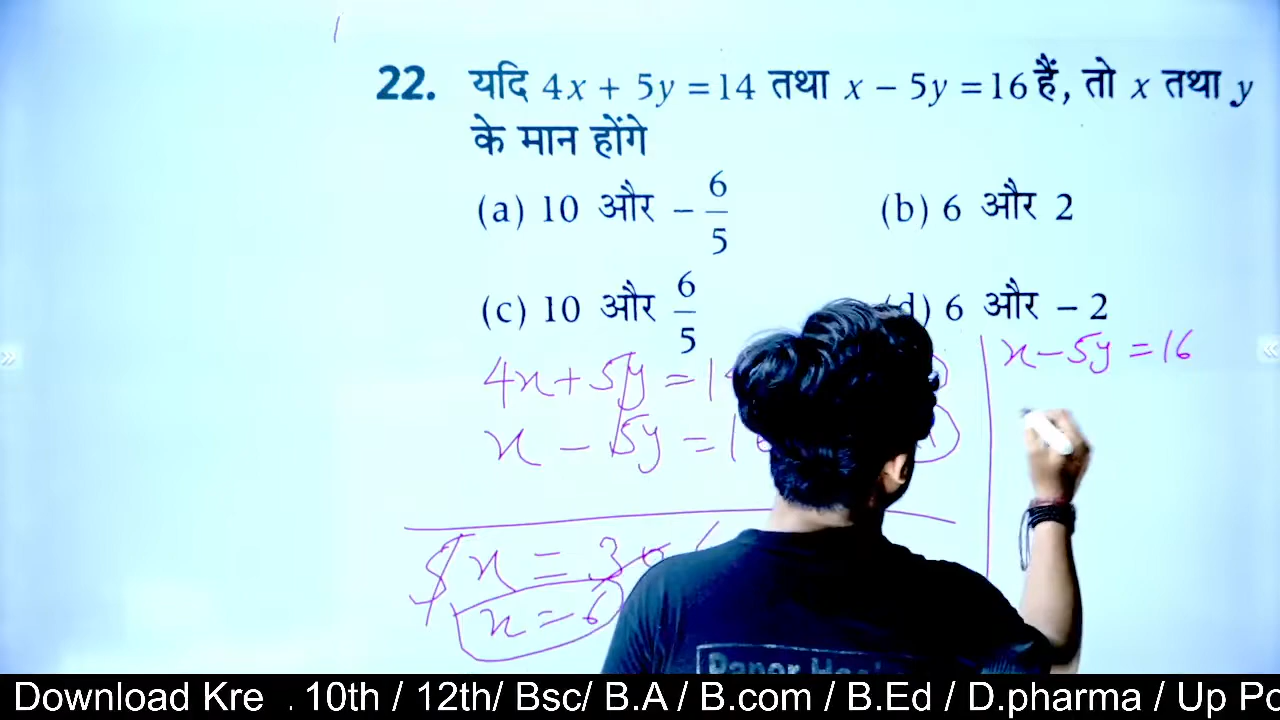 22. यदि 4x + 5y = 14 तथा x − 5y = 16 हैं, तो x तथा y
के मान होंगे
(a) 10 और − 6/5 (b) 6 और 2
(c) 10 और 6/5 (d) 6 और − 2
4x + 5y = 1
x − 5y = 16
x = 30
x = 6
x − 5y = 16
Download Kre . 10th / 12th/ Bsc/ B.A / B.com / B.Ed / D.pharma / Up Po